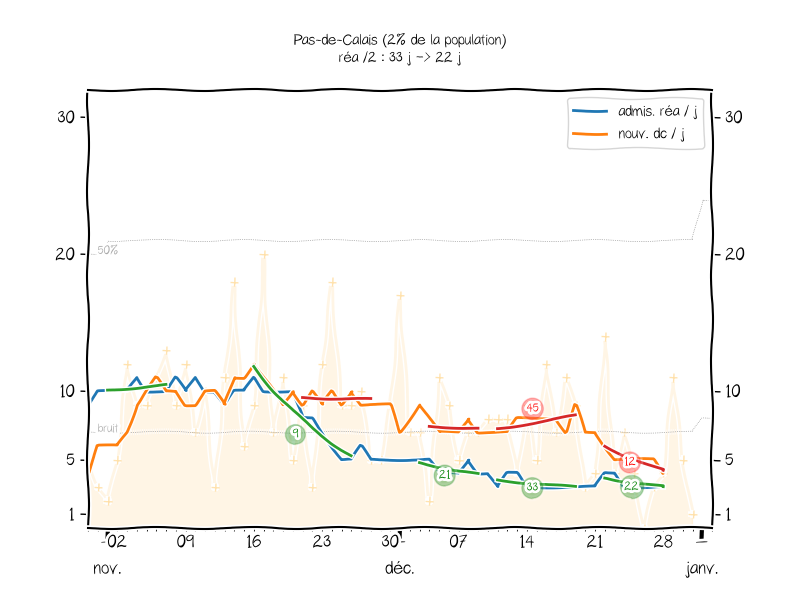 Pas-de-Calais (2% de la population)
réa /2 : 33 j -> 22 j
admis. réa / j
nouv. dc / j
30 30
50%
20 20
10 10
bruit
45
9
12
5 5
21
33
22
1 1
02 09 16 23 30 07 14 21 28
nov. déc. janv.